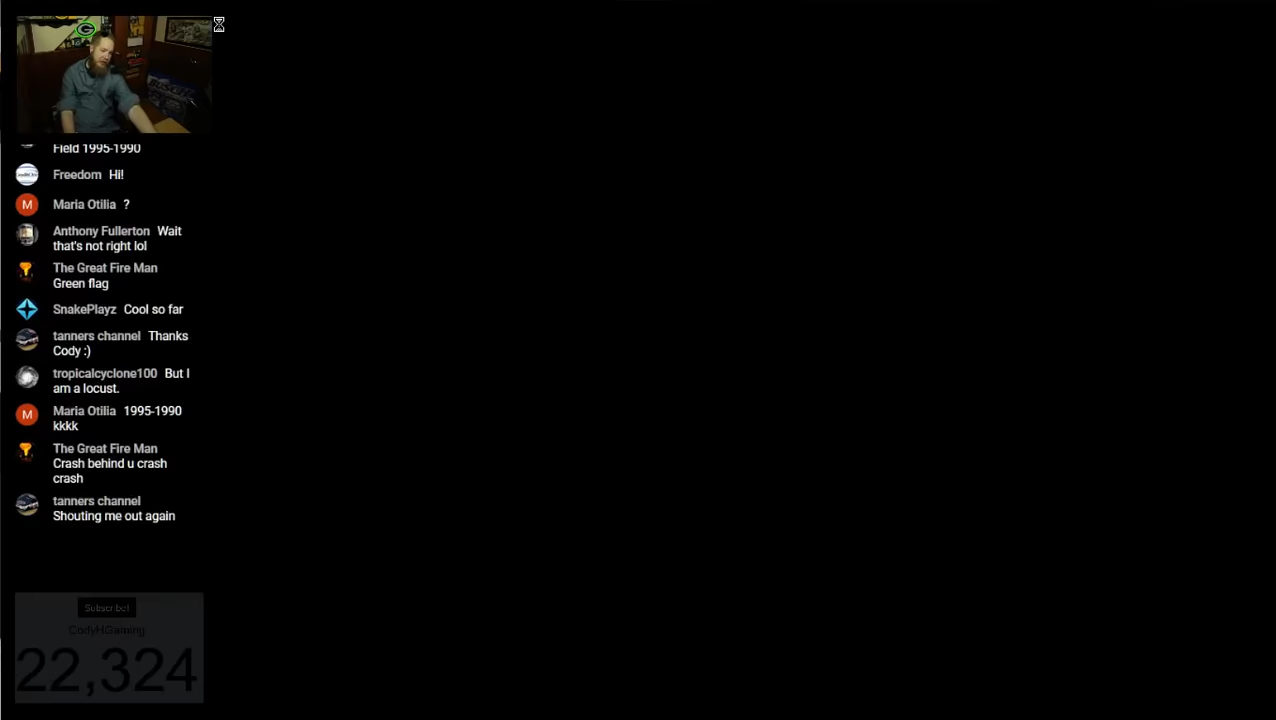 G
Field 1995-1990
Freedom Hi!
M
Maria Otilia ?
Anthony Fullerton Wait
that's not right lol
The Great Fire Man
Green flag
SnakePlayz Cool so far
tanners channel Thanks
Cody :)
tropicalcyclone100 But I
am a locust.
M
Maria Otilia 1995-1990
kkkk
The Great Fire Man
Crash behind u crash
crash
tanners channel
Shouting me out again
Subscribe!
CodyHGaming
22,324